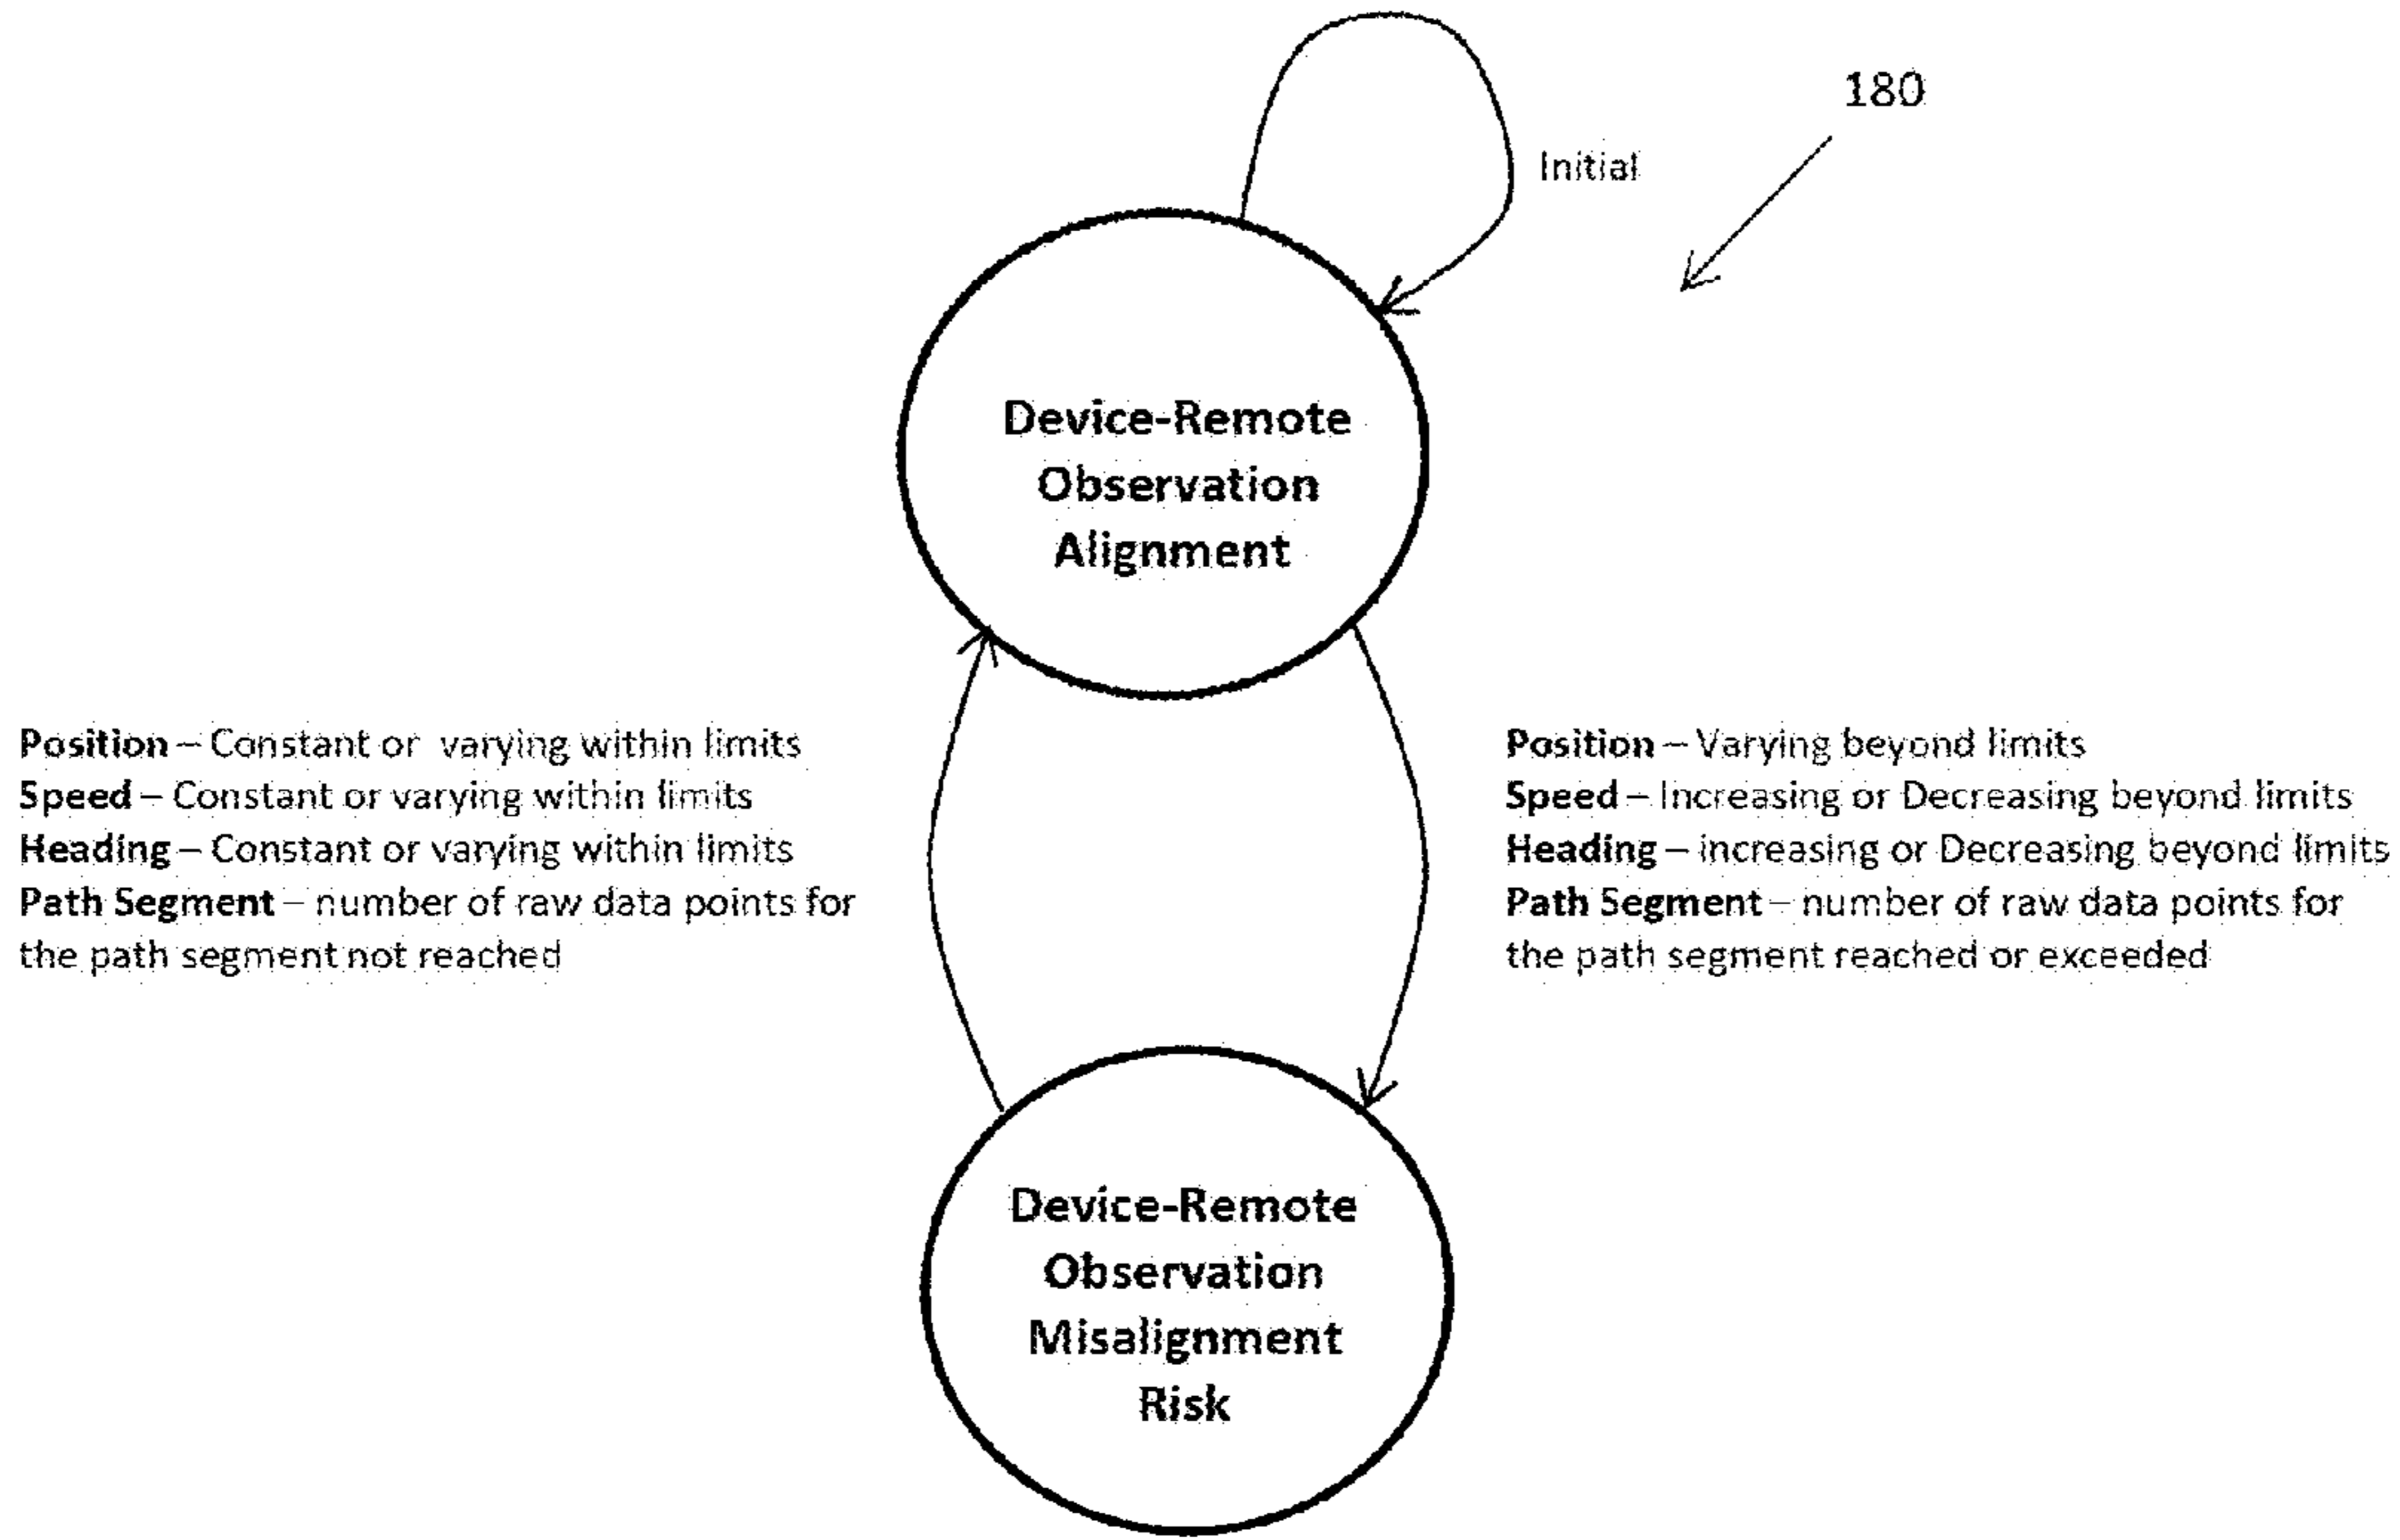 180
Initial
Device-Remote
Observation
Alignment
Position – Constant or varying within limits
Speed – Constant or varying within limits
Heading – Constant or varying within limits
Path Segment – number of raw data points for
the path segment not reached
Position – Varying beyond limits
Speed – Increasing or Decreasing beyond limits
Heading – increasing or Decreasing beyond limits
Path Segment – number of raw data points for
the path segment reached or exceeded
Device-Remote
Observation
Misalignment
Risk